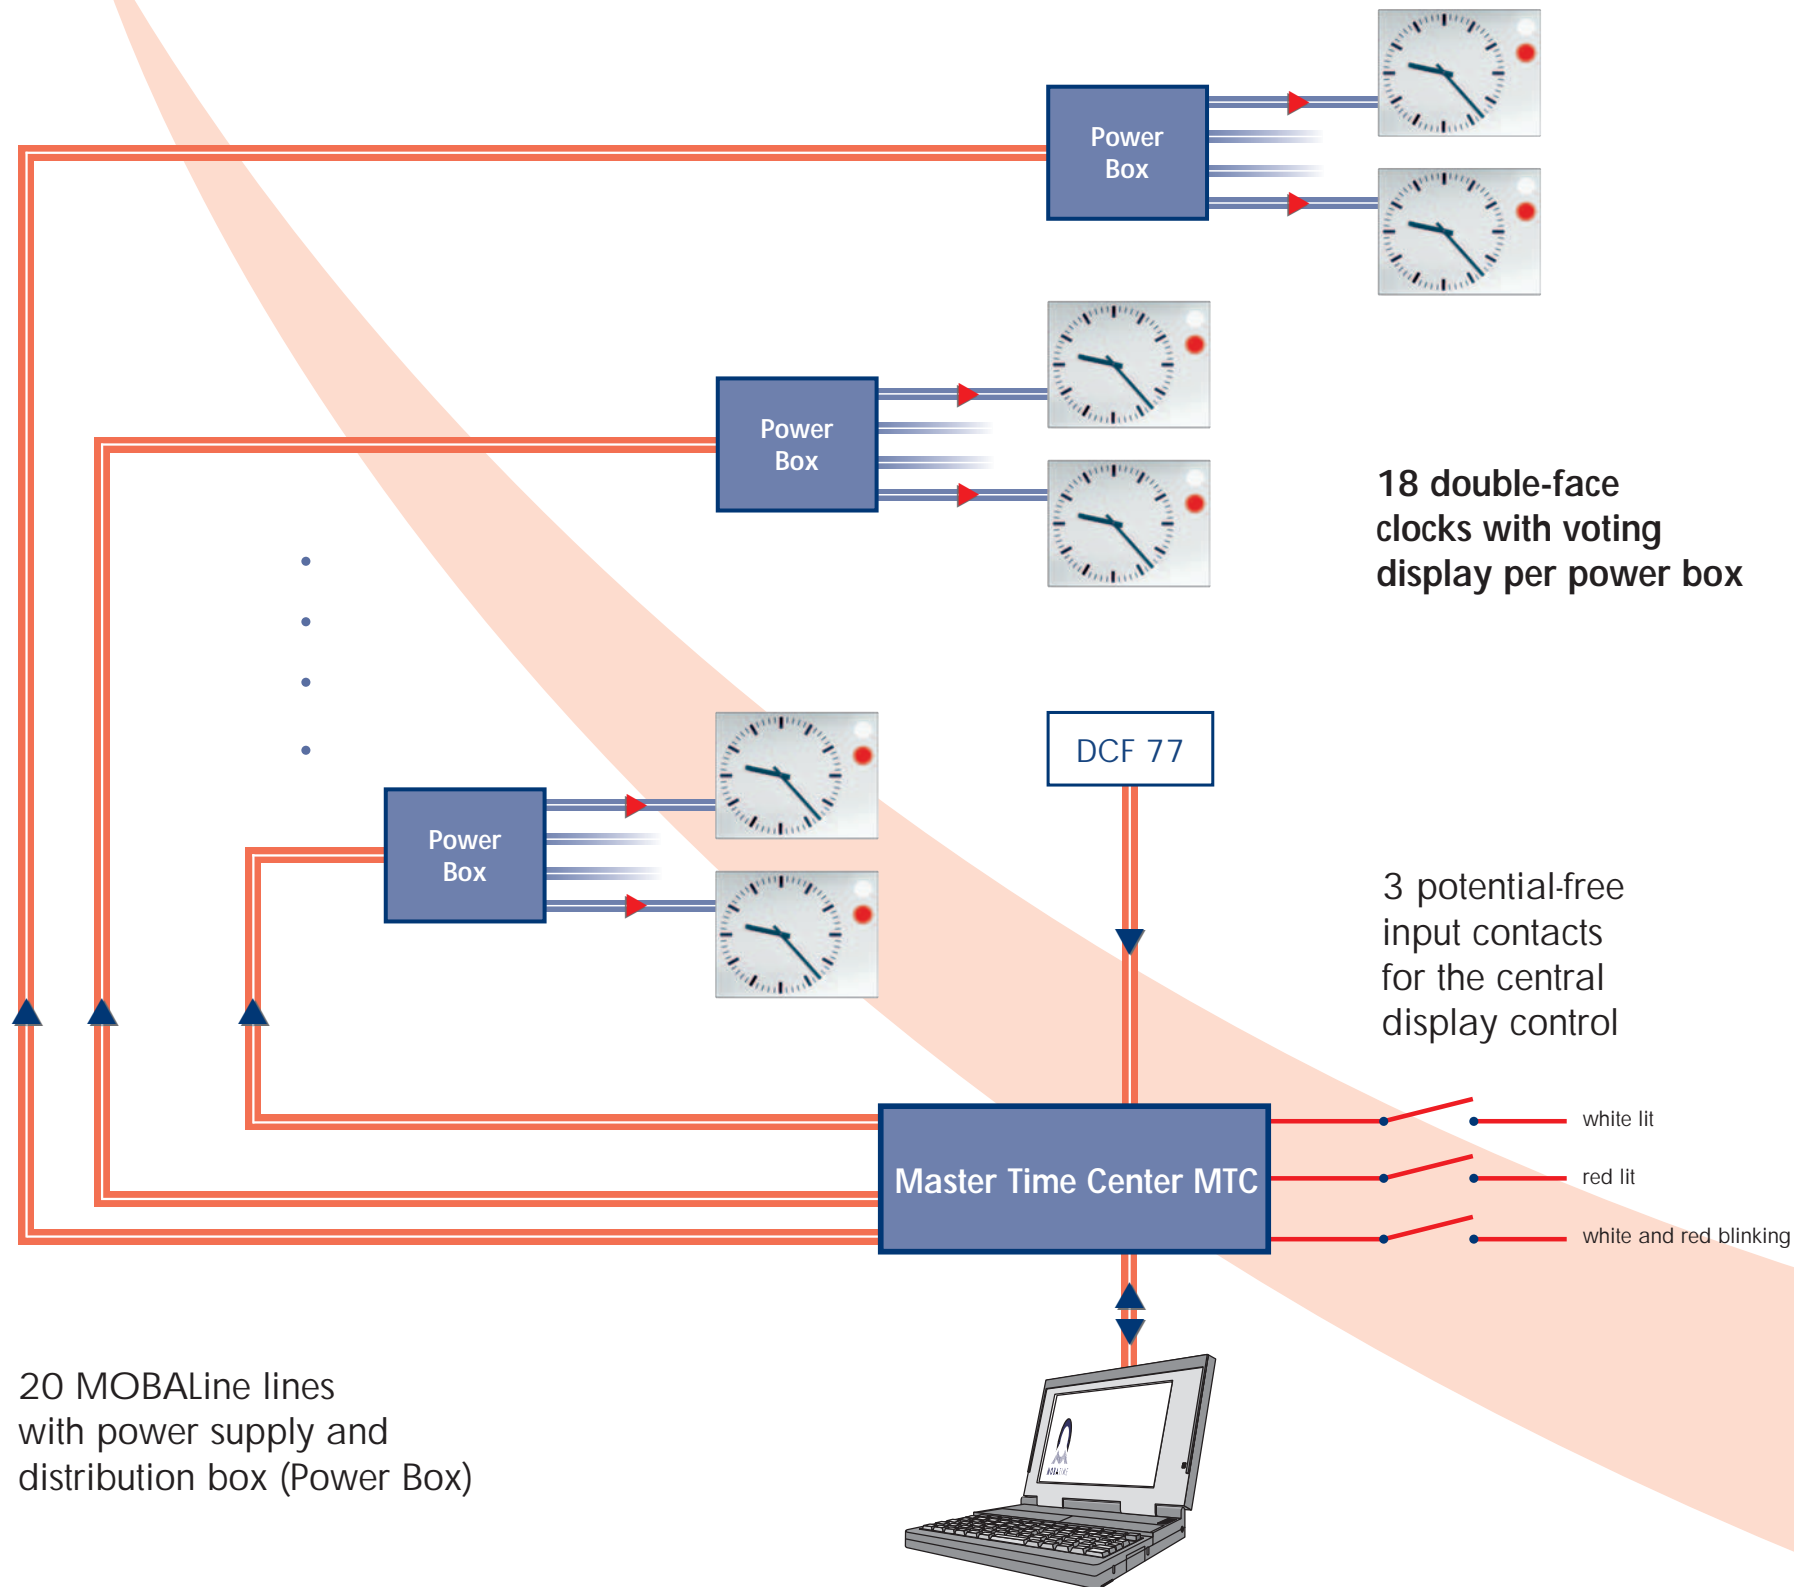 Power
Box
Power
Box
18 double-face
clocks with voting
display per power box
DCF 77
Power
Box
3 potential-free
input contacts
for the central
display control
white lit
Master Time Center MTC
red lit
white and red blinking
20 MOBALine lines
with power supply and
distribution box (Power Box)
MOBATIME